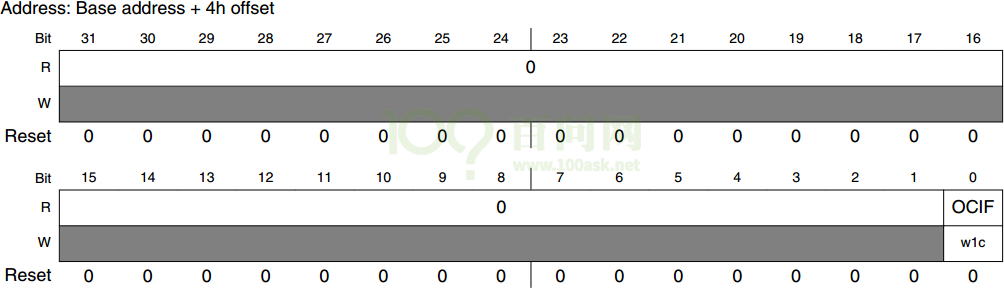 Address: Base address + 4h offset
Bit 31 30 29 28 27 26 25 24 23 22 21 20 19 18 17 16
R 0
W
Reset 0 0 0 0 0 0 0 0 0 0 0 0 0 0 0 0
百问网
www.100ask.net
Bit 15 14 13 12 11 10 9 8 7 6 5 4 3 2 1 0
R 0 OCIF
W w1c
Reset 0 0 0 0 0 0 0 0 0 0 0 0 0 0 0 0